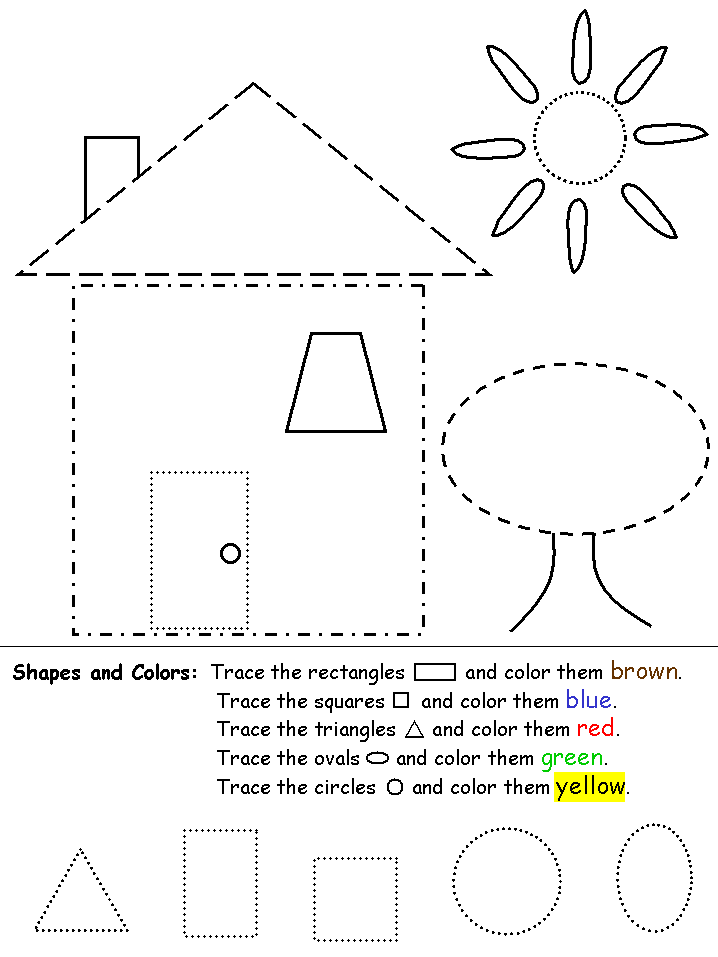 Shapes and Colors: Trace the rectangles and color them brown.
Trace the squares and color them blue.
Trace the triangles and color them red.
Trace the ovals and color them green.
Trace the circles and color them yellow.